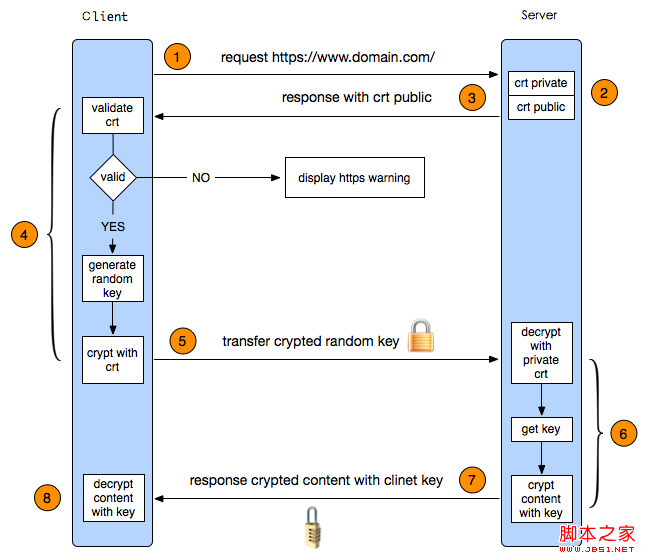 Client
Server
1
request https://www.domain.com/
crt private
crt public
2
response with crt public
3
validate
crt
valid
NO
display https warning
YES
4
generate
random
key
crypt with
crt
5
transfer crypted random key
decrypt
with
private
crt
get key
6
crypt
content
with key
response crypted content with clinet key
7
8
decrypt
content
with key
脚本之家
www.jb51.net